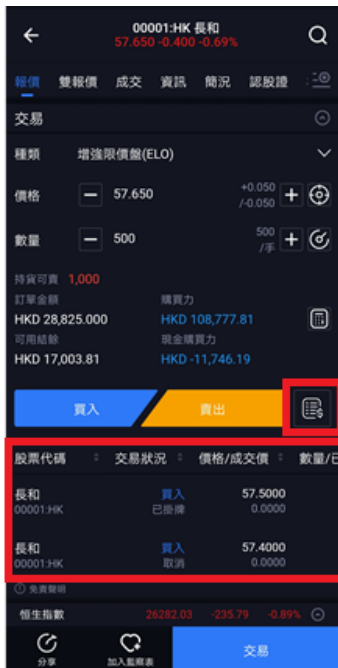 00001:HK 長和
57.650 -0.400 -0.69%
報價 雙報價 成交 資訊 簡況 認股證
交易
種類 增強限價盤(ELO)
價格 57.650 +0.050 /-0.050
數量 500 500 /手
持貨可賣 1,000
訂單金額 購買力
HKD 28,825.000 HKD 108,777.81
可用結餘 現金購買力
HKD 17,003.81 HKD -11,746.19
買入 賣出
股票代碼 交易狀況 價格/成交價 數量/已
長和 買入 57.5000
00001:HK 已掛牌 0.0000
長和 買入 57.4000
00001:HK 取消 0.0000
免責聲明
恒生指數 26282.03 -235.79 -0.89%
分享 加入監察表 交易